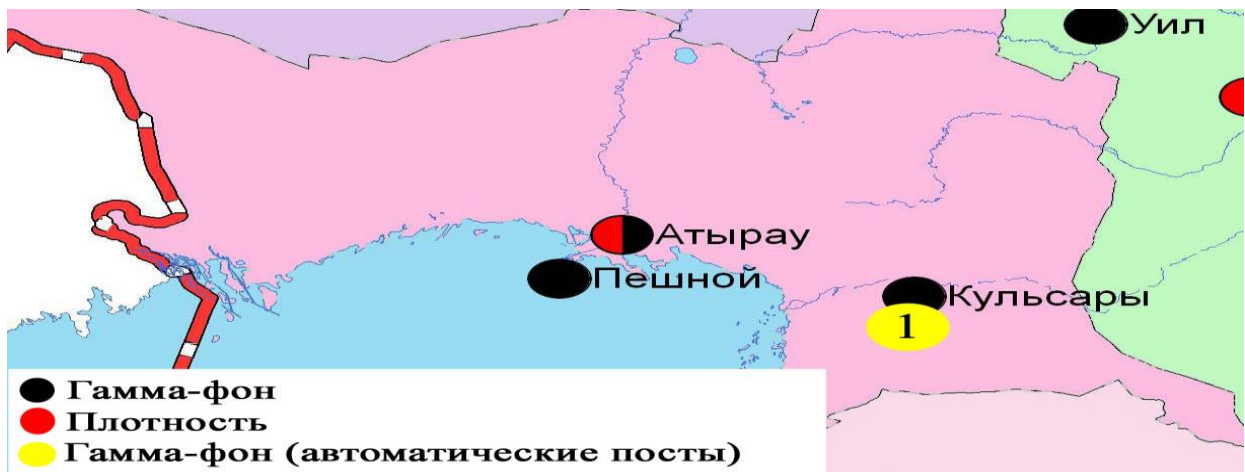 Уил
Атырау
Пешной
Кульсары
1
Гамма-фон
Плотность
Гамма-фон (автоматические посты)